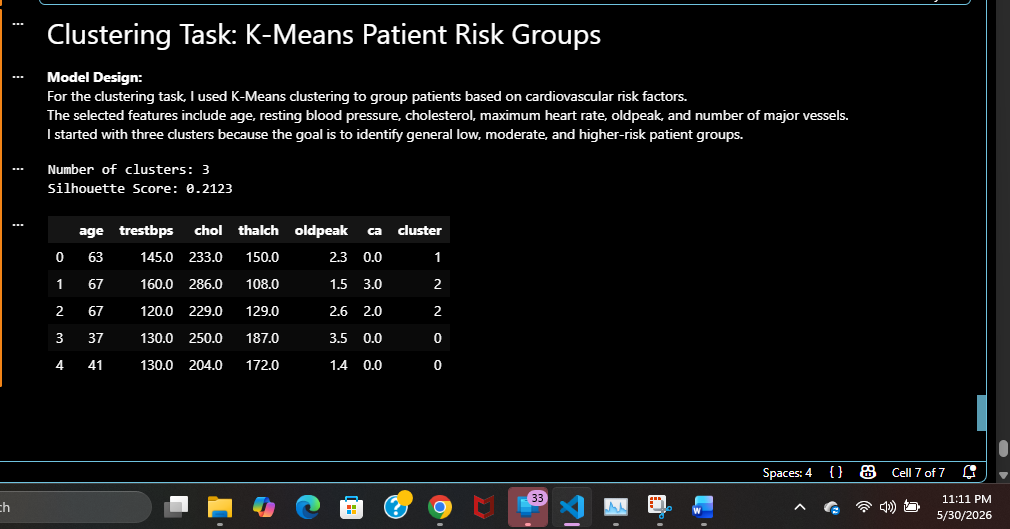 Clustering Task: K-Means Patient Risk Groups
Model Design:
For the clustering task, I used K-Means clustering to group patients based on cardiovascular risk factors.
The selected features include age, resting blood pressure, cholesterol, maximum heart rate, oldpeak, and number of major vessels.
I started with three clusters because the goal is to identify general low, moderate, and higher-risk patient groups.
Number of clusters: 3
Silhouette Score: 0.2123
age trestbps chol thalch oldpeak ca cluster
0 63 145.0 233.0 150.0 2.3 0.0 1
1 67 160.0 286.0 108.0 1.5 3.0 2
2 67 120.0 229.0 129.0 2.6 2.0 2
3 37 130.0 250.0 187.0 3.5 0.0 0
4 41 130.0 204.0 172.0 1.4 0.0 0
Spaces: 4 { } Cell 7 of 7
ch
33
11:11 PM
5/30/2026